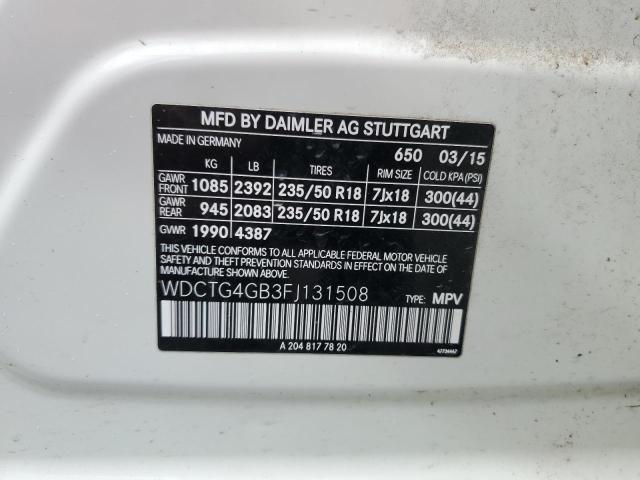 MFD BY DAIMLER AG STUTTGART
MADE IN GERMANY 650 03/15
KG LB TIRES RIM SIZE COLD KPA(PSI)
GAWR FRONT 1085 2392 235/50 R18 7Jx18 300(44)
GAWR REAR 945 2083 235/50 R18 7Jx18 300(44)
GVWR 1990 4387
THIS VEHICLE CONFORMS TO ALL APPLICABLE FEDERAL MOTOR VEHICLE
SAFETY AND THEFT PREVENTION STANDARDS IN EFFECT ON THE DATE
OF MANUFACTURE SHOWN ABOVE.
WDCTG4GB3FJ131508 TYPE: MPV
A 204 817 78 20